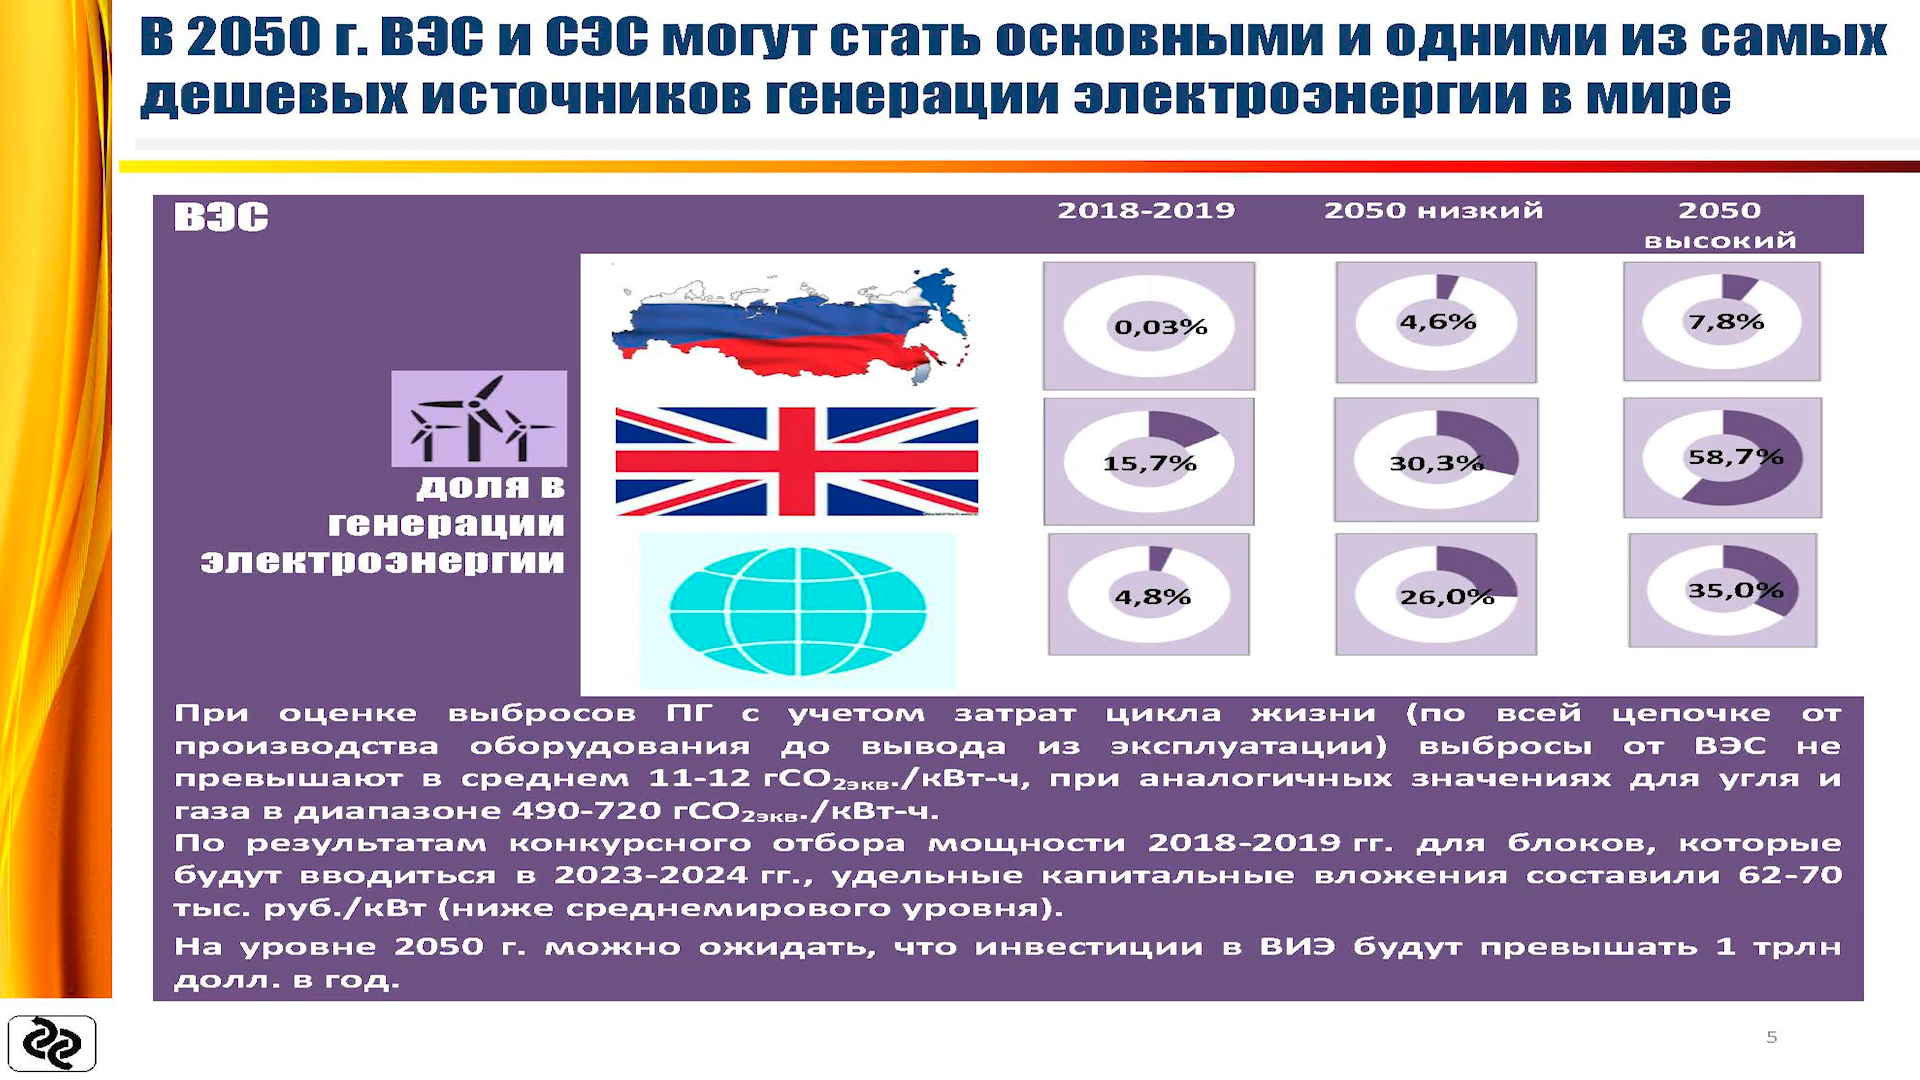 В 2050 г. ВЭС и СЭС могут стать основными и одними из самых
дешевых источников генерации электроэнергии в мире
ВЭС
2018-2019
2050 низкий
2050
высокий
0,03%
4,6%
7,8%
15,7%
30,3%
58,7%
доля в
генерации
электроэнергии
4,8%
26,0%
35,0%
При оценке выбросов ПГ с учетом затрат цикла жизни (по всей цепочке от
производства оборудования до вывода из эксплуатации) выбросы от ВЭС не
превышают в среднем 11-12 гСО2экв./кВт-ч, при аналогичных значениях для угля и
газа в диапазоне 490-720 гСО2экв./кВт-ч.
По результатам конкурсного отбора мощности 2018-2019 гг. для блоков, которые
будут вводиться в 2023-2024 гг., удельные капитальные вложения составили 62-70
тыс. руб./кВт (ниже среднемирового уровня).
На уровне 2050 г. можно ожидать, что инвестиции в ВИЭ будут превышать 1 трлн
долл. в год.
5